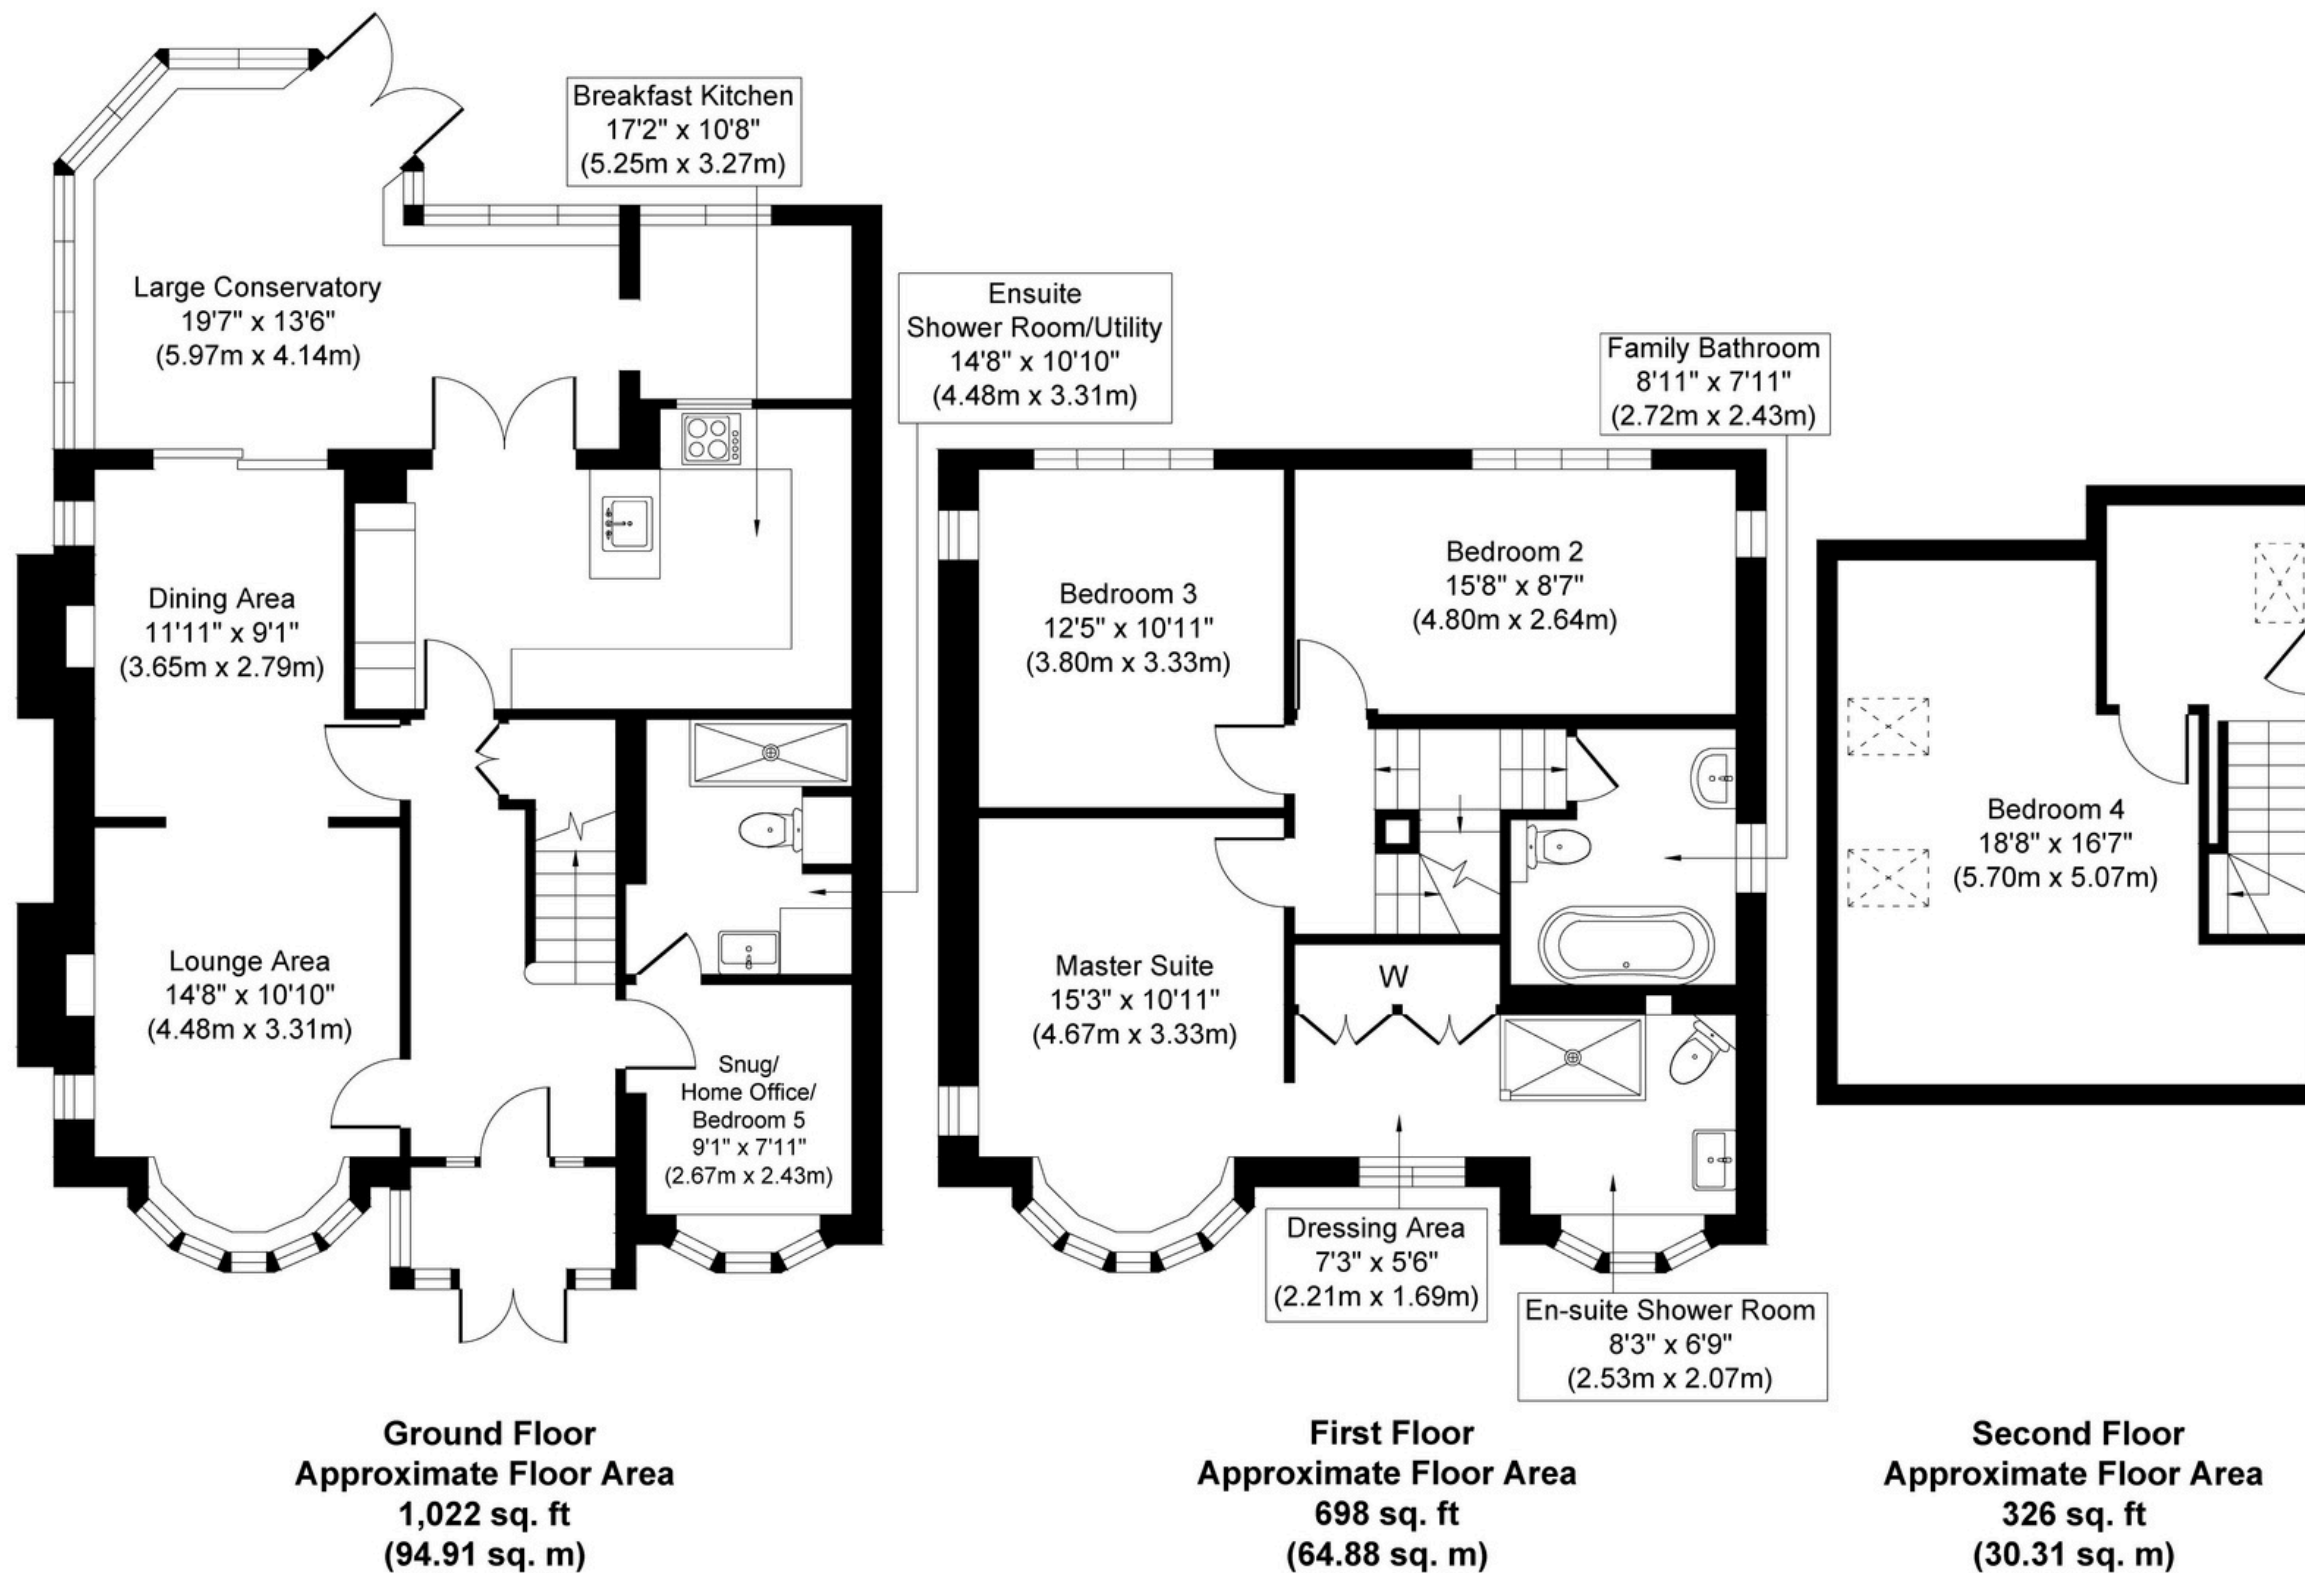 Breakfast Kitchen
17'2" x 10'8"
(5.25m x 3.27m)
Large Conservatory
19'7" x 13'6"
(5.97m x 4.14m)
Ensuite
Shower Room/Utility
14'8" x 10'10"
(4.48m x 3.31m)
Dining Area
11'11" x 9'1"
(3.65m x 2.79m)
Lounge Area
14'8" x 10'10"
(4.48m x 3.31m)
Snug/
Home Office/
Bedroom 5
9'1" x 7'11"
(2.67m x 2.43m)
Ground Floor
Approximate Floor Area
1,022 sq. ft
(94.91 sq. m)
Family Bathroom
8'11" x 7'11"
(2.72m x 2.43m)
Bedroom 3
12'5" x 10'11"
(3.80m x 3.33m)
Bedroom 2
15'8" x 8'7"
(4.80m x 2.64m)
Master Suite
15'3" x 10'11"
(4.67m x 3.33m)
W
Dressing Area
7'3" x 5'6"
(2.21m x 1.69m)
En-suite Shower Room
8'3" x 6'9"
(2.53m x 2.07m)
First Floor
Approximate Floor Area
698 sq. ft
(64.88 sq. m)
Bedroom 4
18'8" x 16'7"
(5.70m x 5.07m)
Second Floor
Approximate Floor Area
326 sq. ft
(30.31 sq. m)